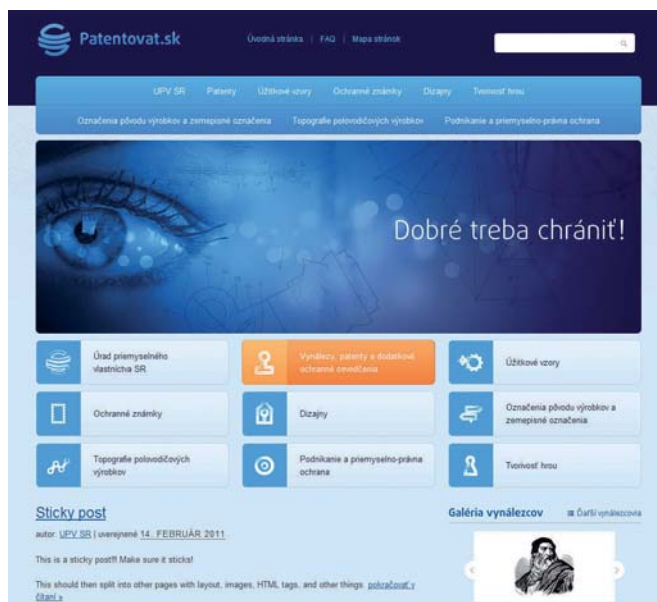 Patentovat.sk
Úvodná stránka | FAQ | Mapa stránok
UPV SR Patenty Úžitkové vzory Ochranné známky Dizajny Tvorivosť hrou
Označenia pôvodu výrobkov a zemepisné označenia Topografie polovodičových výrobkov Podnikanie a priemyselno-právna ochrana
Dobré treba chrániť!
Úrad priemyselného
vlastníctva SR
Vynálezy, patenty a dodatkové
ochranné osvedčenia
Úžitkové vzory
Ochranné známky
Dizajny
Označenia pôvodu výrobkov a
zemepisné označenia
Topografie polovodičových
výrobkov
Podnikanie a priemyselno-právna
ochrana
Tvorivosť hrou
Sticky post
autor: UPV SR | uverejnené 14. FEBRUÁR 2011
This is a sticky post!!! Make sure it sticks!
This should then split into other pages with layout, images, HTML tags, and other things. pokračovať v
čítaní »
Galéria vynálezcov
Ďaľší vynálezcovia